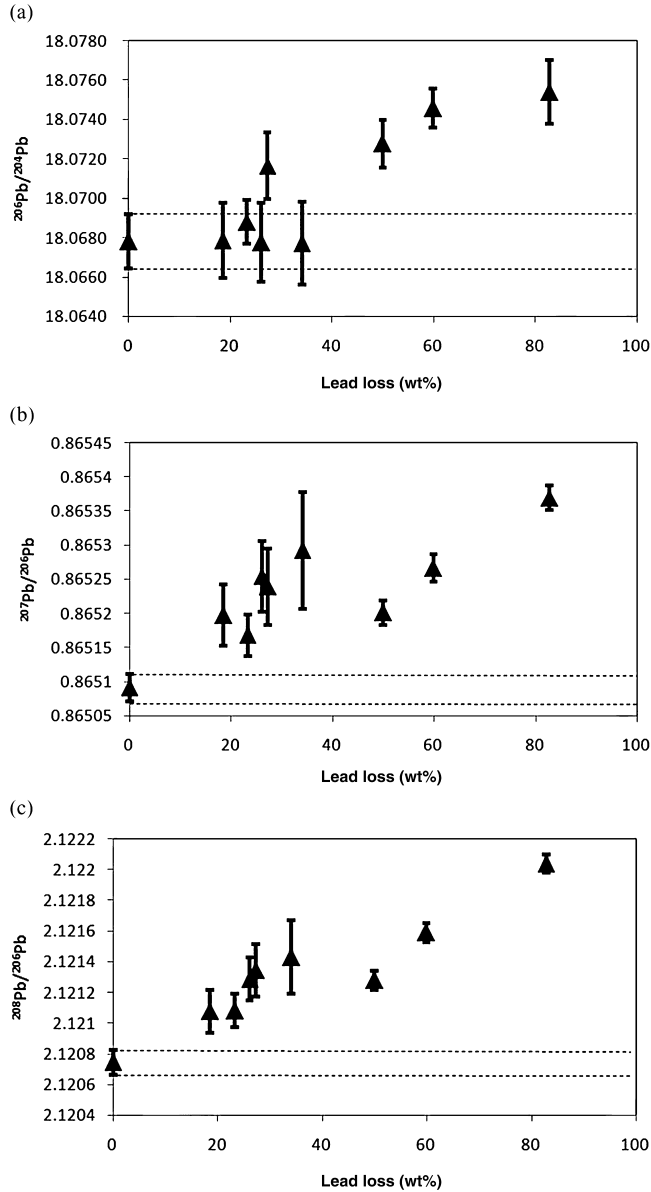 (a)
²⁰⁶Pb/²⁰⁴Pb
18.0780
18.0760
18.0740
18.0720
18.0700
18.0680
18.0660
18.0640
0 20 40 60 80 100
Lead loss (wt%)
(b)
²⁰⁷Pb/²⁰⁶Pb
0.86545
0.8654
0.86535
0.8653
0.86525
0.8652
0.86515
0.8651
0.86505
0 20 40 60 80 100
Lead loss (wt%)
(c)
²⁰⁸Pb/²⁰⁶Pb
2.1222
2.122
2.1218
2.1216
2.1214
2.1212
2.121
2.1208
2.1206
2.1204
0 20 40 60 80 100
Lead loss (wt%)